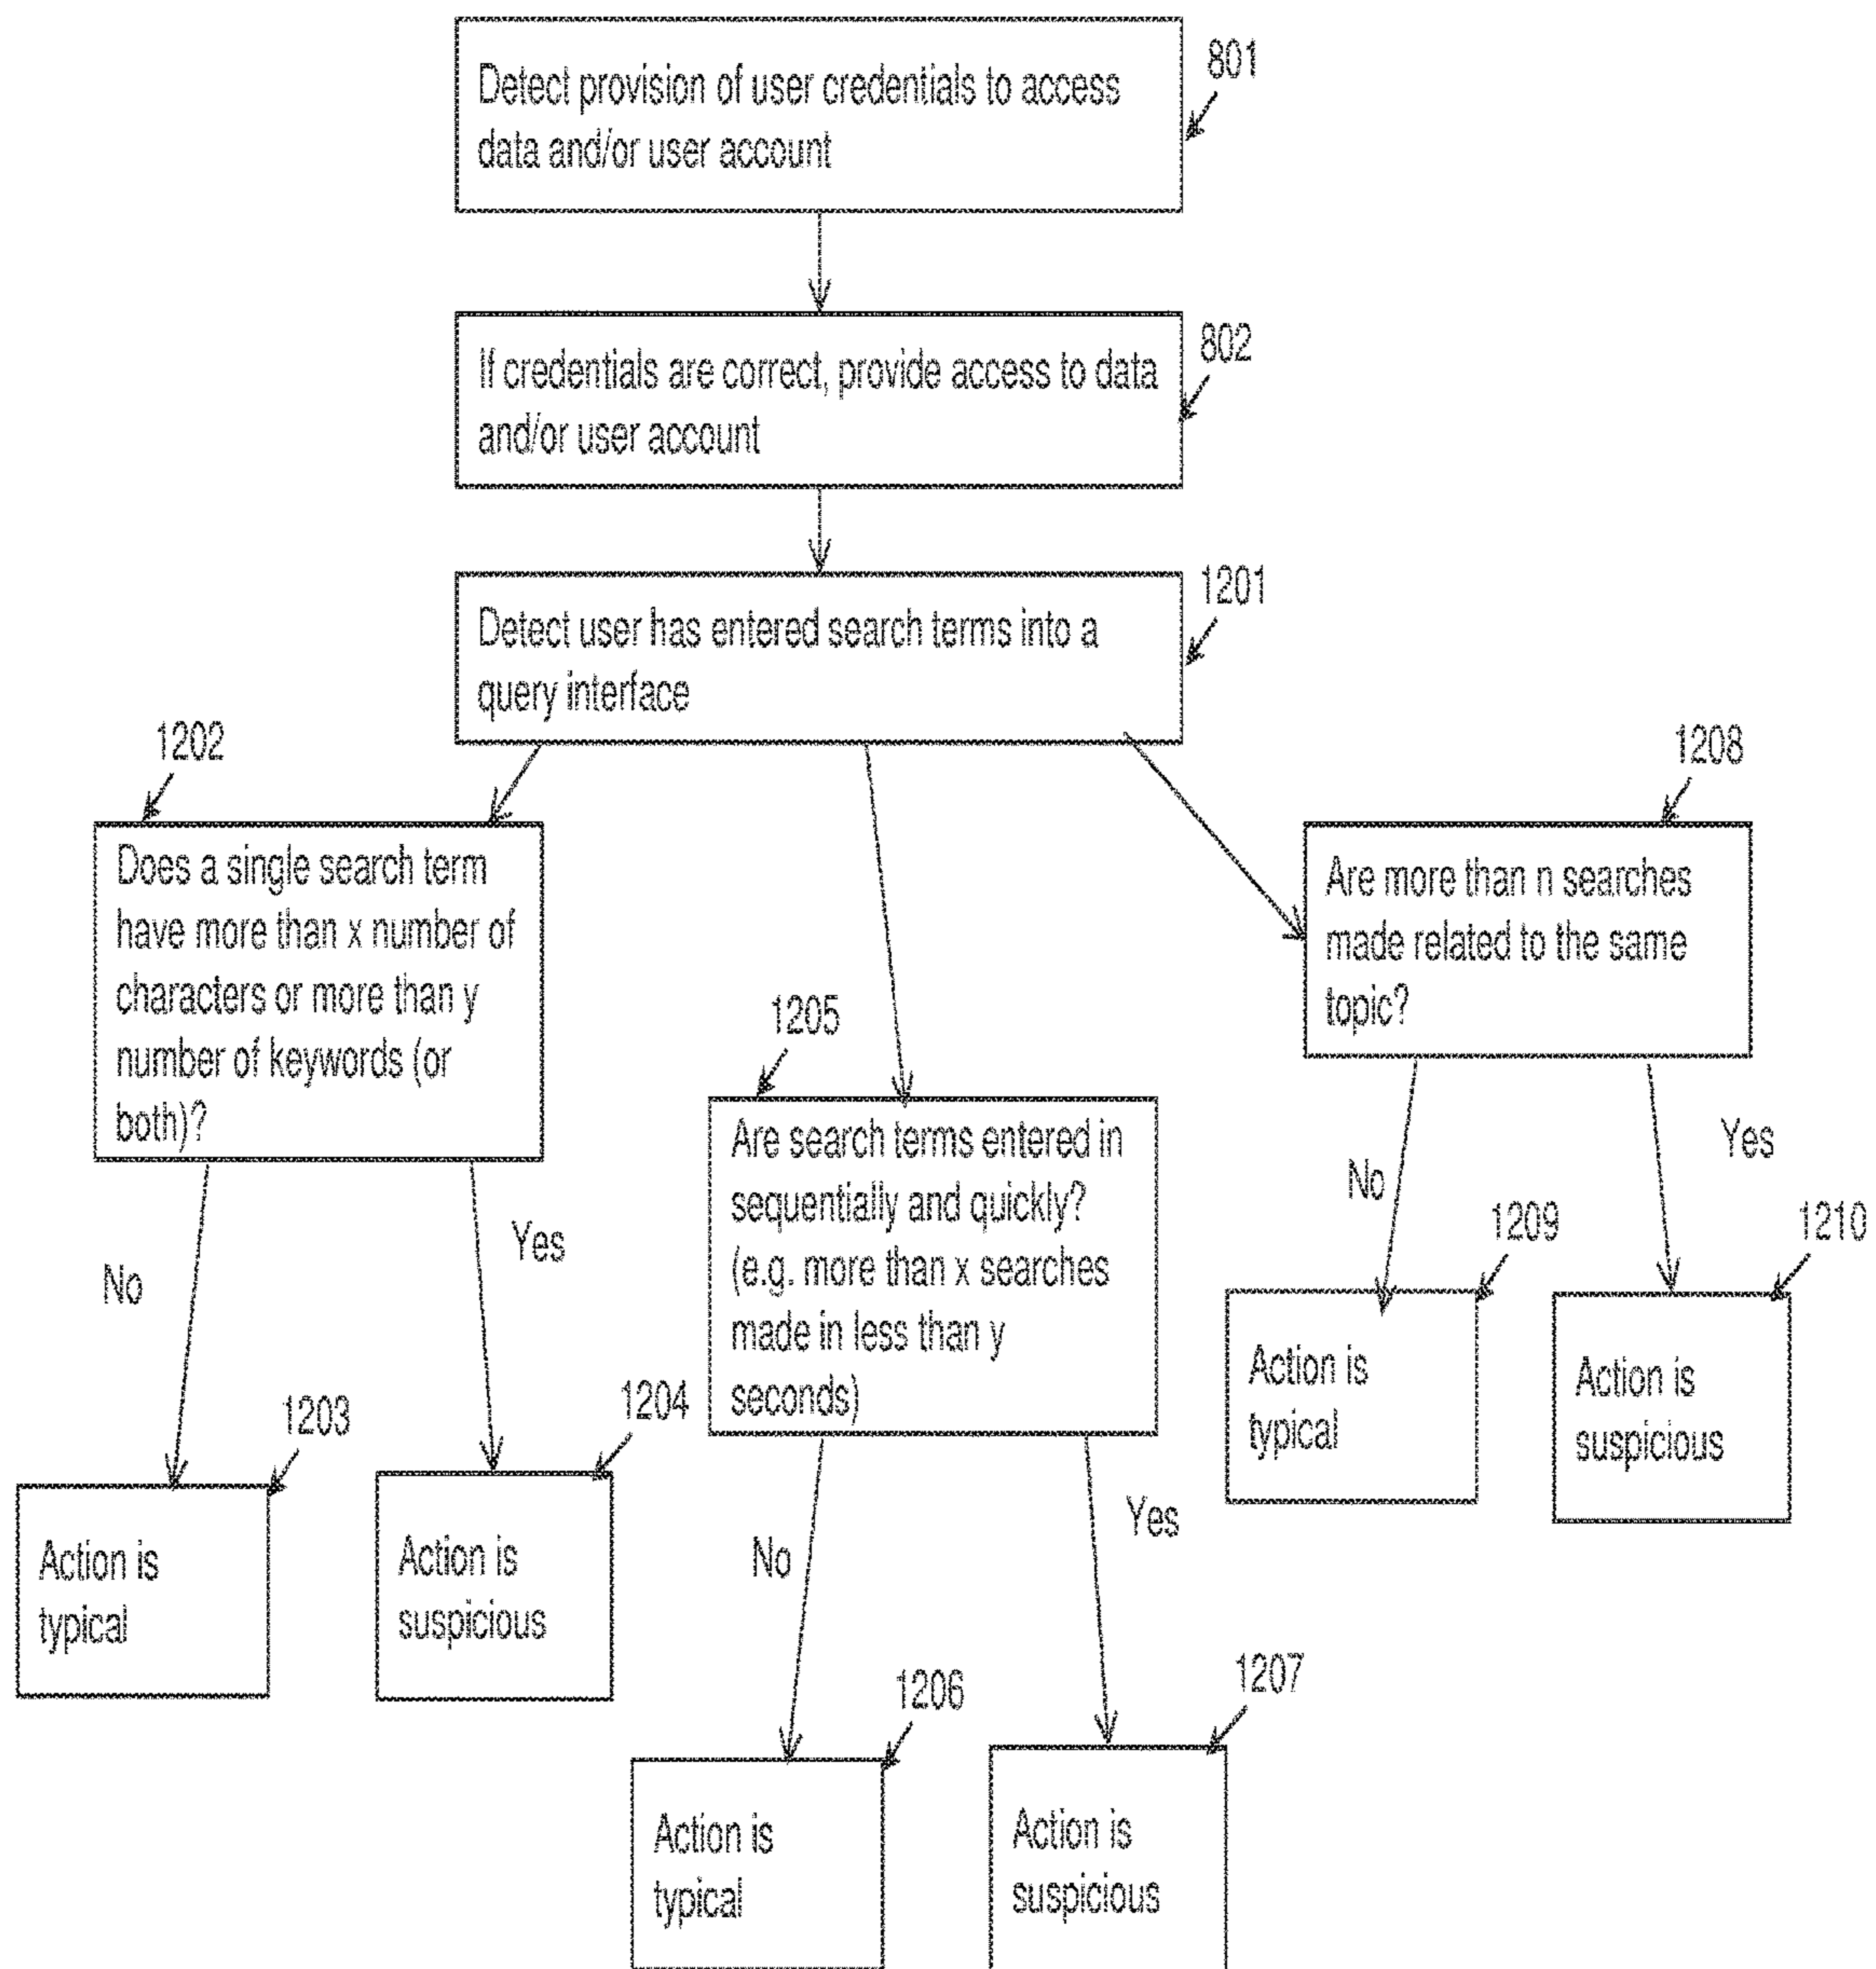 Detect provision of user credentials to access
data and/or user account
801
If credentials are correct, provide access to data
and/or user account
802
Detect user has entered search terms into a
query interface
1201
1202
Does a single search term
have more than x number of
characters or more than y
number of keywords (or
both)?
No
Yes
1203
Action is
typical
1204
Action is
suspicious
1205
Are search terms entered in
sequentially and quickly?
(e.g. more than x searches
made in less than y
seconds)
No
Yes
1206
Action is
typical
1207
Action is
suspicious
1208
Are more than n searches
made related to the same
topic?
No
Yes
1209
Action is
typical
1210
Action is
suspicious